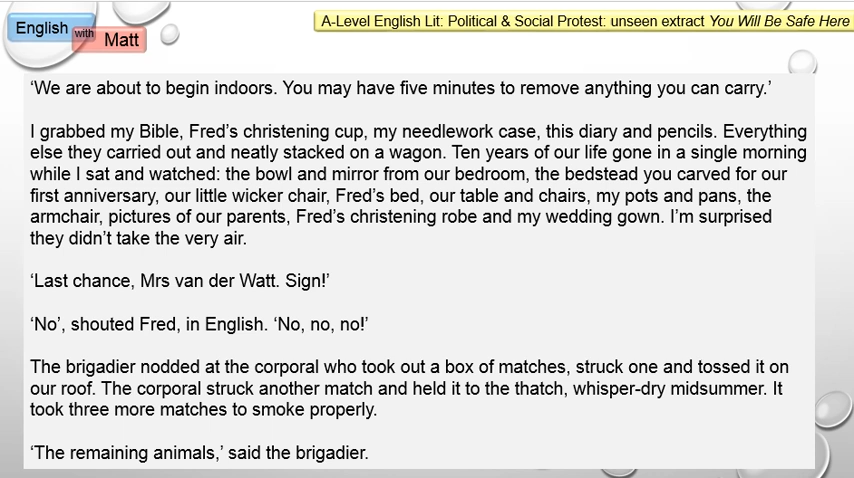 English with Matt
A-Level English Lit: Political & Social Protest: unseen extract You Will Be Safe Here
‘We are about to begin indoors. You may have five minutes to remove anything you can carry.’
I grabbed my Bible, Fred’s christening cup, my needlework case, this diary and pencils. Everything
else they carried out and neatly stacked on a wagon. Ten years of our life gone in a single morning
while I sat and watched: the bowl and mirror from our bedroom, the bedstead you carved for our
first anniversary, our little wicker chair, Fred’s bed, our table and chairs, my pots and pans, the
armchair, pictures of our parents, Fred’s christening robe and my wedding gown. I’m surprised
they didn’t take the very air.
‘Last chance, Mrs van der Watt. Sign!’
‘No’, shouted Fred, in English. ‘No, no, no!’
The brigadier nodded at the corporal who took out a box of matches, struck one and tossed it on
our roof. The corporal struck another match and held it to the thatch, whisper-dry midsummer. It
took three more matches to smoke properly.
‘The remaining animals,’ said the brigadier.